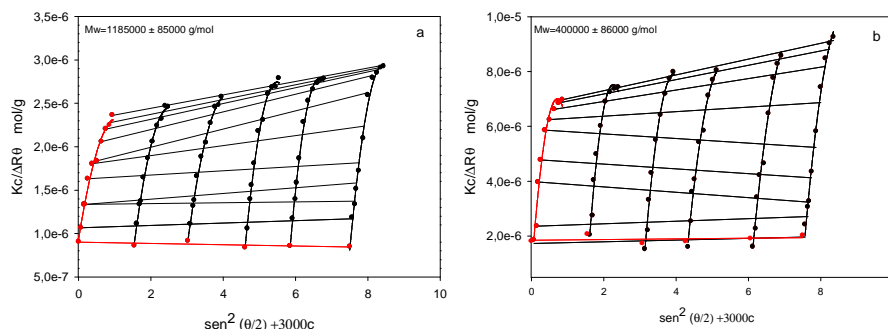 Mw=1185000 ± 85000 g/mol
a
3,5e-6
3,0e-6
2,5e-6
2,0e-6
1,5e-6
1,0e-6
5,0e-7
Kc/ΔRθ mol/g
0 2 4 6 8 10
sen² (θ/2) +3000c
Mw=400000 ± 86000 g/mol
b
1,0e-5
8,0e-6
6,0e-6
4,0e-6
2,0e-6
Kc/ΔRθ mol/g
0 2 4 6 8
sen² (θ/2) +3000c